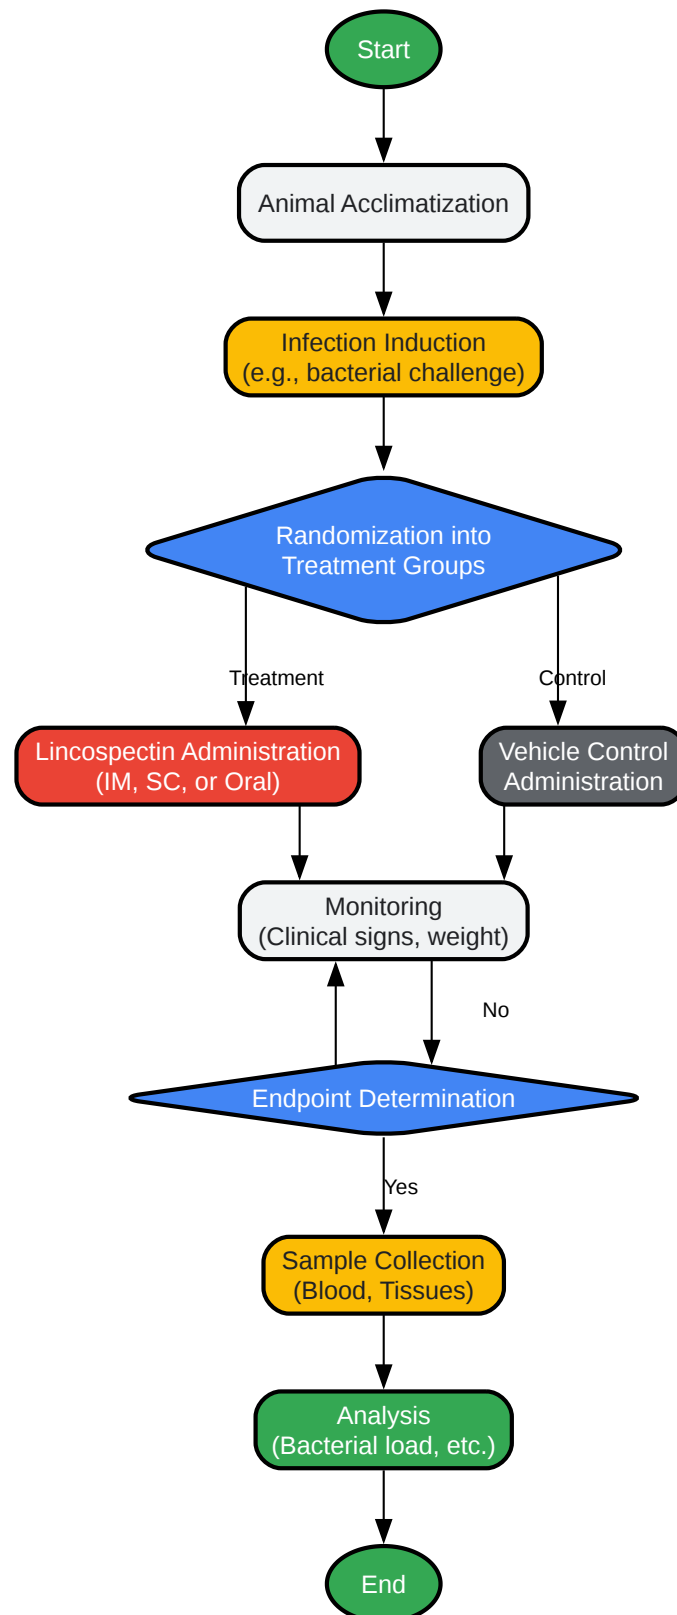 Start
Animal Acclimatization
Infection Induction
(e.g., bacterial challenge)
Randomization into
Treatment Groups
Treatment
Control
Lincospectin Administration
(IM, SC, or Oral)
Vehicle Control
Administration
Monitoring
(Clinical signs, weight)
No
Endpoint Determination
Yes
Sample Collection
(Blood, Tissues)
Analysis
(Bacterial load, etc.)
End